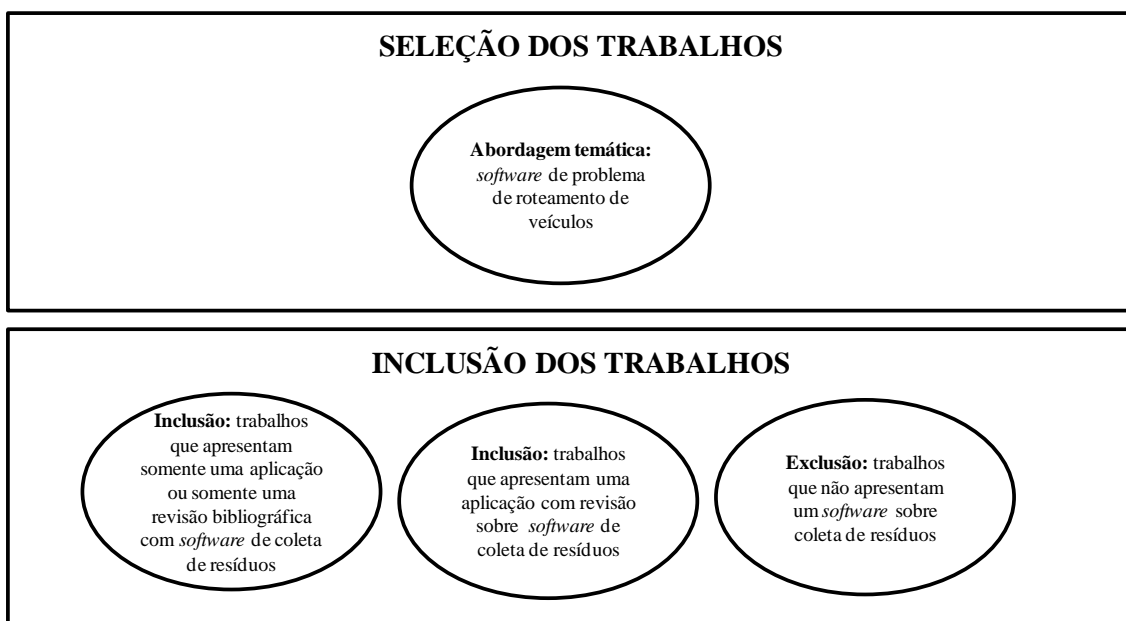 SELEÇÃO DOS TRABALHOS
Abordagem temática:
software de problema
de roteamento de
veículos
INCLUSÃO DOS TRABALHOS
Inclusão: trabalhos
que apresentam
somente uma aplicação
ou somente uma
revisão bibliográfica
com software de coleta
de resíduos
Inclusão: trabalhos
que apresentam uma
aplicação com revisão
sobre software de
coleta de resíduos
Exclusão: trabalhos
que não apresentam
um software sobre
coleta de resíduos